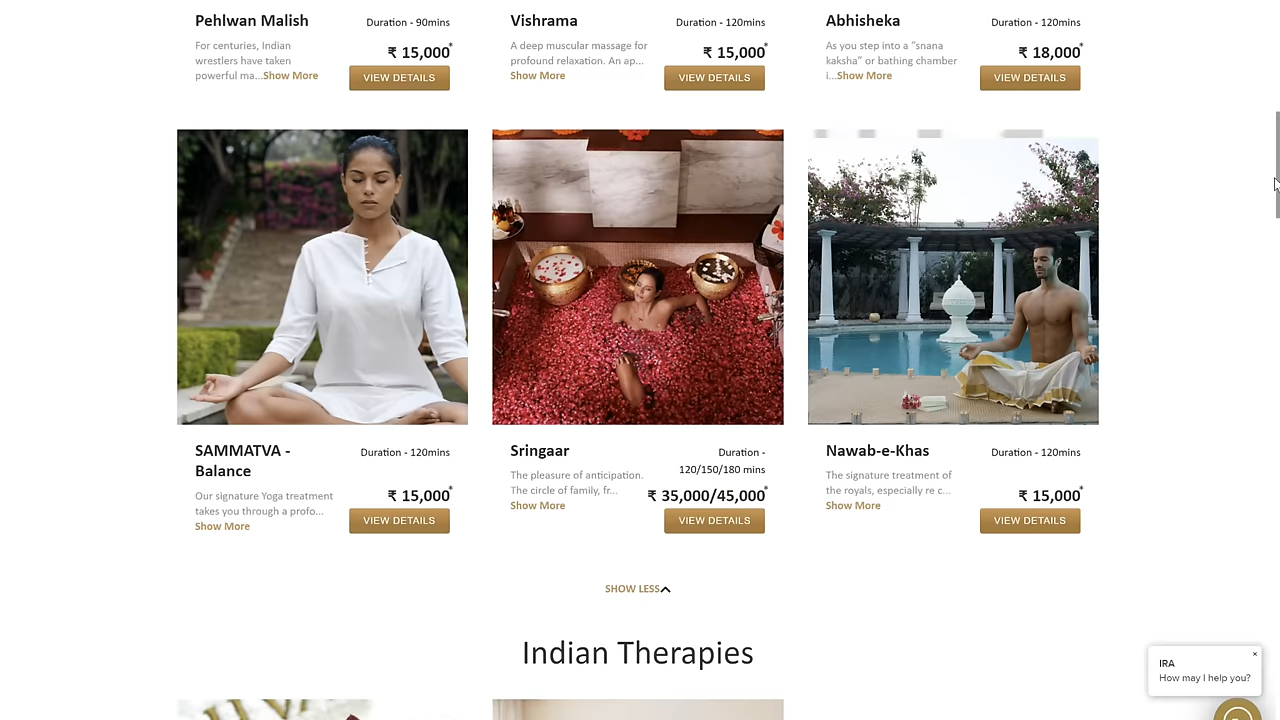 Pehlwan Malish
Duration - 90mins
For centuries, Indian
wrestlers have taken
powerful ma...Show More
₹ 15,000*
VIEW DETAILS
Vishrama
Duration - 120mins
A deep muscular massage for
profound relaxation. An ap...
Show More
₹ 15,000*
VIEW DETAILS
Abhisheka
Duration - 120mins
As you step into a “snana
kaksha” or bathing chamber
i...Show More
₹ 18,000*
VIEW DETAILS
SAMMATVA -
Balance
Duration - 120mins
Our signature Yoga treatment
takes you through a profo...
Show More
₹ 15,000*
VIEW DETAILS
Sringaar
Duration -
120/150/180 mins
The pleasure of anticipation.
The circle of family, fr...
Show More
₹ 35,000/45,000*
VIEW DETAILS
Nawab-e-Khas
Duration - 120mins
The signature treatment of
the royals, especially re c...
Show More
₹ 15,000*
VIEW DETAILS
SHOW LESS
Indian Therapies
IRA
How may I help you?